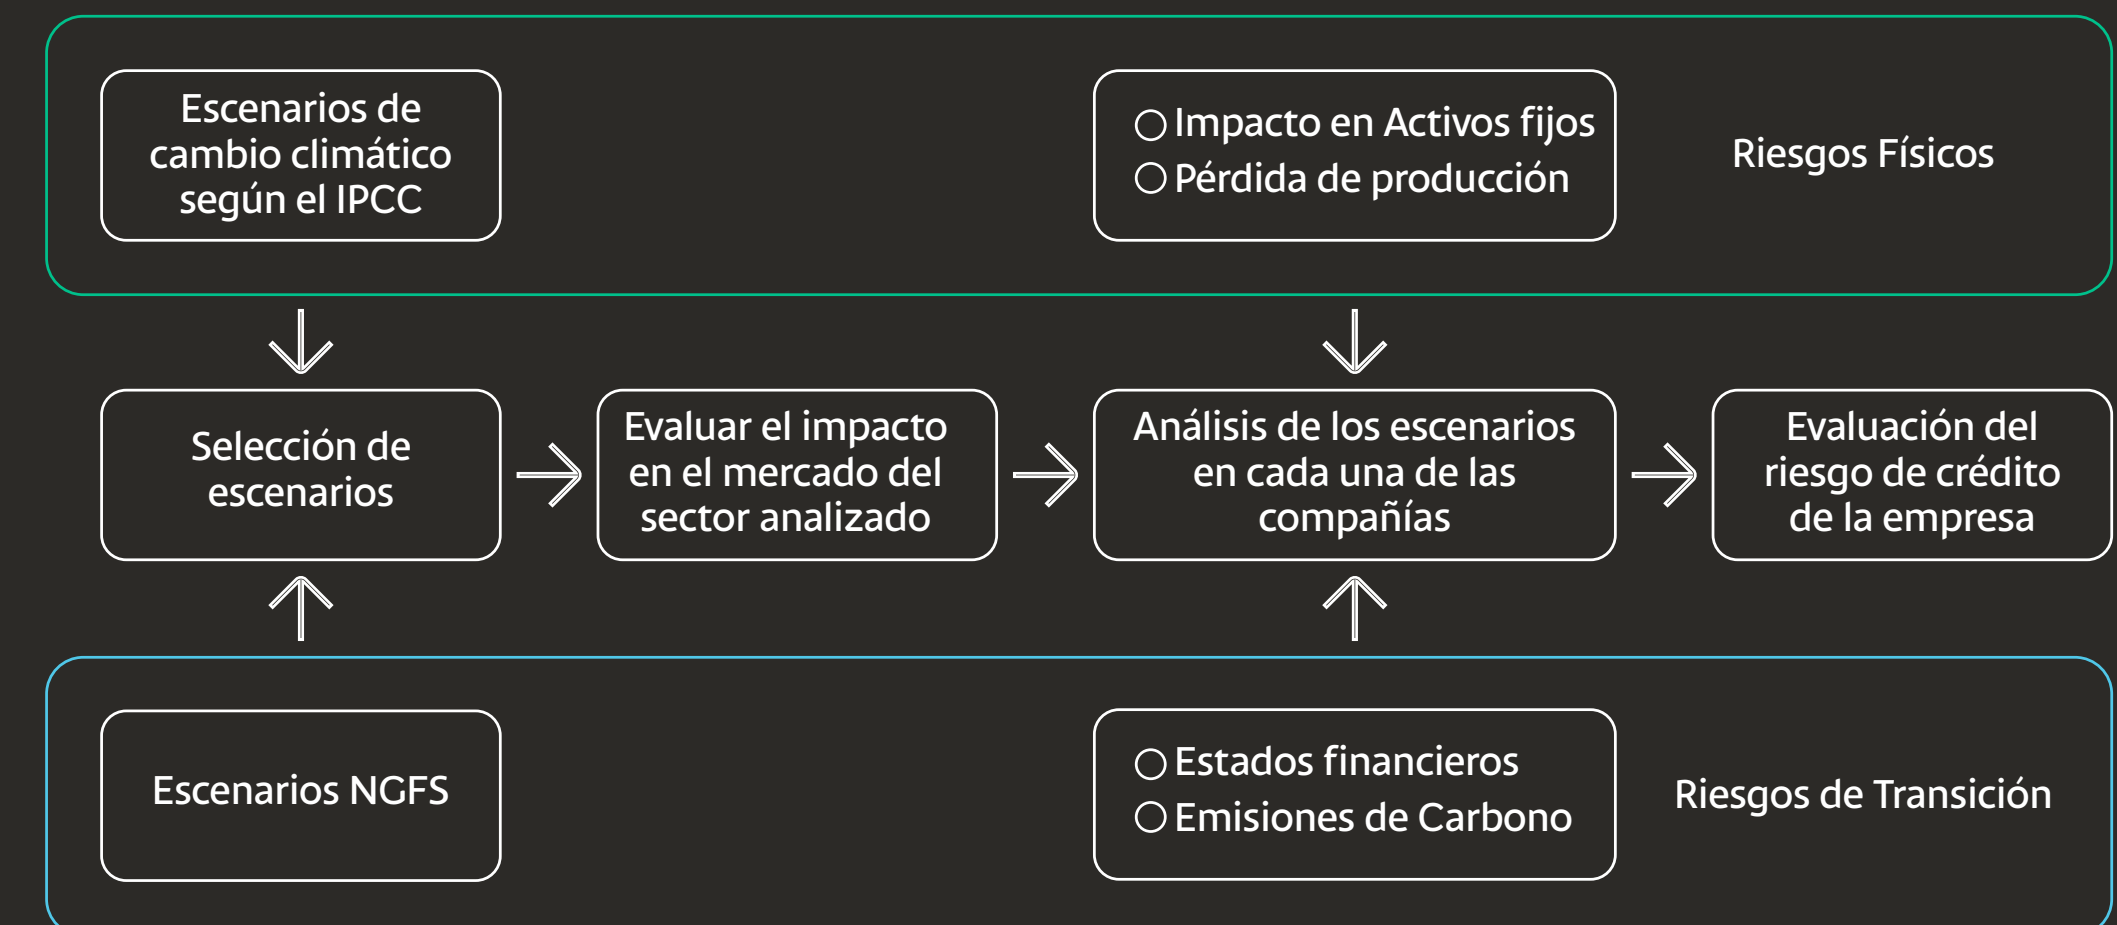 Escenarios de
cambio climático
según el IPCC
Impacto en Activos fijos
Pérdida de producción
Riesgos Físicos
Selección de
escenarios
Evaluar el impacto
en el mercado del
sector analizado
Análisis de los escenarios
en cada una de las
compañías
Evaluación del
riesgo de crédito
de la empresa
Escenarios NGFS
Estados financieros
Emisiones de Carbono
Riesgos de Transición